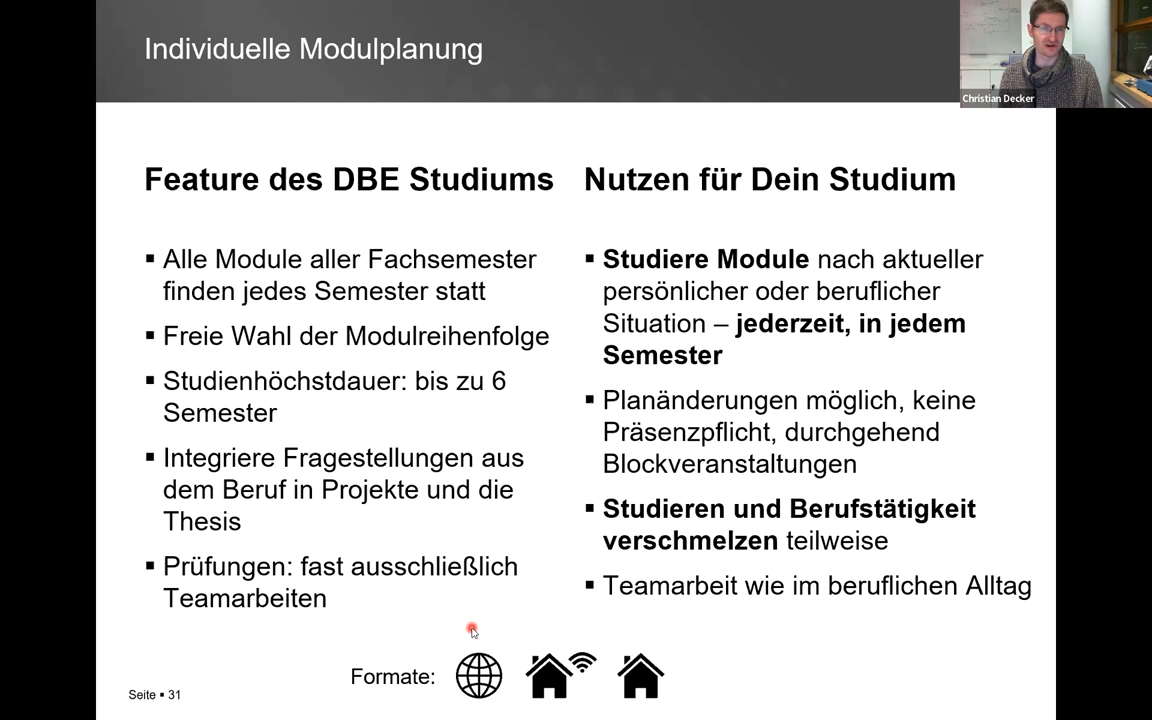 Individuelle Modulplanung
Christian Decker
Feature des DBE Studiums
▪ Alle Module aller Fachsemester
finden jedes Semester statt
▪ Freie Wahl der Modulreihenfolge
▪ Studienhöchstdauer: bis zu 6
Semester
▪ Integriere Fragestellungen aus
dem Beruf in Projekte und die
Thesis
▪ Prüfungen: fast ausschließlich
Teamarbeiten
Nutzen für Dein Studium
▪ Studiere Module nach aktueller
persönlicher oder beruflicher
Situation – jederzeit, in jedem
Semester
▪ Planänderungen möglich, keine
Präsenzpflicht, durchgehend
Blockveranstaltungen
▪ Studieren und Berufstätigkeit
verschmelzen teilweise
▪ Teamarbeit wie im beruflichen Alltag
Formate:
Seite ▪ 31